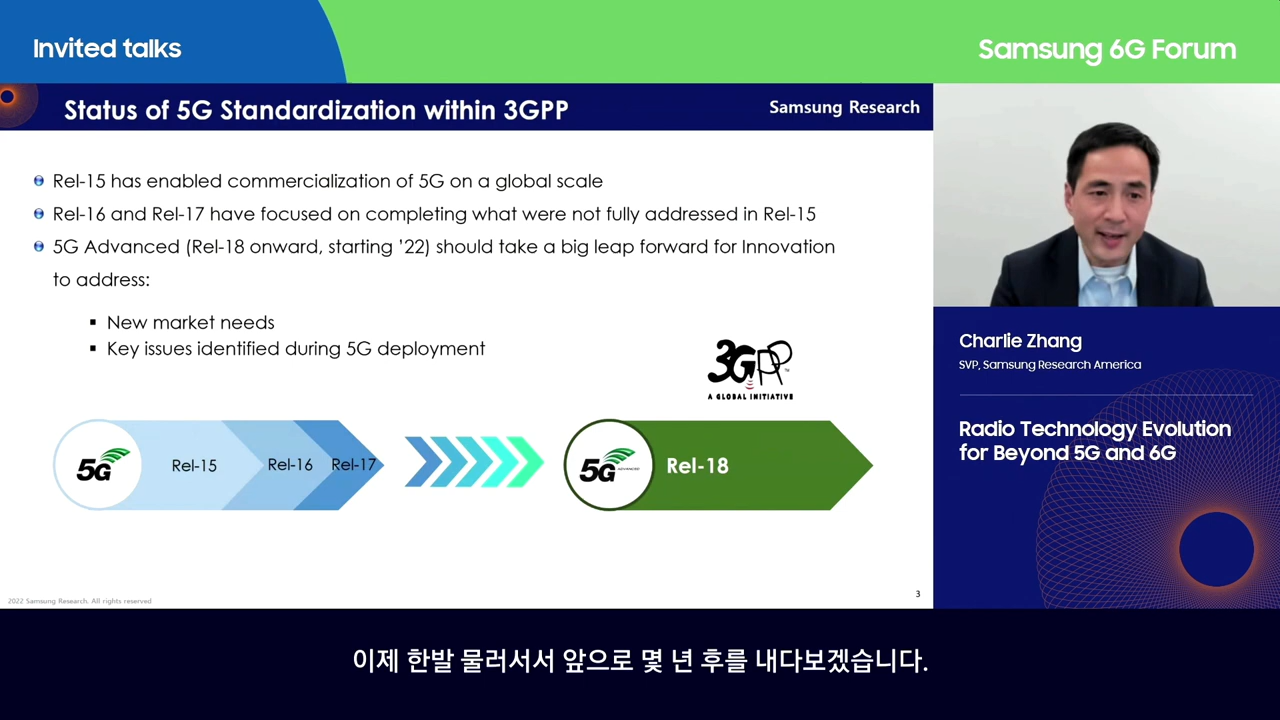 Invited talks
Samsung 6G Forum
Status of 5G Standardization within 3GPP
Samsung Research
Rel-15 has enabled commercialization of 5G on a global scale
Rel-16 and Rel-17 have focused on completing what were not fully addressed in Rel-15
5G Advanced (Rel-18 onward, starting ’22) should take a big leap forward for Innovation
to address:
New market needs
Key issues identified during 5G deployment
3GPP
TM
A GLOBAL INITIATIVE
5G
Rel-15
Rel-16
Rel-17
5G
ADVANCED
Rel-18
2022 Samsung Research. All rights reserved
3
Charlie Zhang
SVP, Samsung Research America
Radio Technology Evolution
for Beyond 5G and 6G
이제 한발 물러서서 앞으로 몇 년 후를 내다보겠습니다.